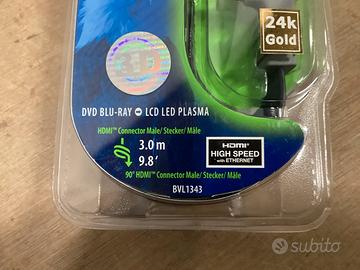 24k
Gold
3D
DVD BLU-RAY LCD LED PLASMA
HDMI™ Connector Male/ Stecker/ Mâle
3.0 m
9.8'
HDMI
HIGH SPEED
with ETHERNET
90° HDMI™ Connector Male/ Stecker/ Mâle
BVL1343
subito